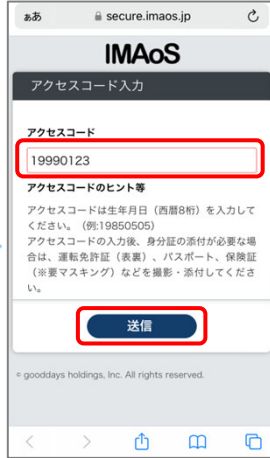 ああ secure.imaos.jp
IMAoS
アクセスコード入力
アクセスコード
19990123
アクセスコードのヒント等
アクセスコードは生年月日（西暦8桁）を入力して
ください。(例:19850505)
アクセスコードの入力後、身分証の添付が必要な場
合は、運転免許証（表裏）、パスポート、保険証
（※要マスキング）などを撮影・添付してくださ
い。
送信
© gooddays holdings, Inc. All rights reserved.